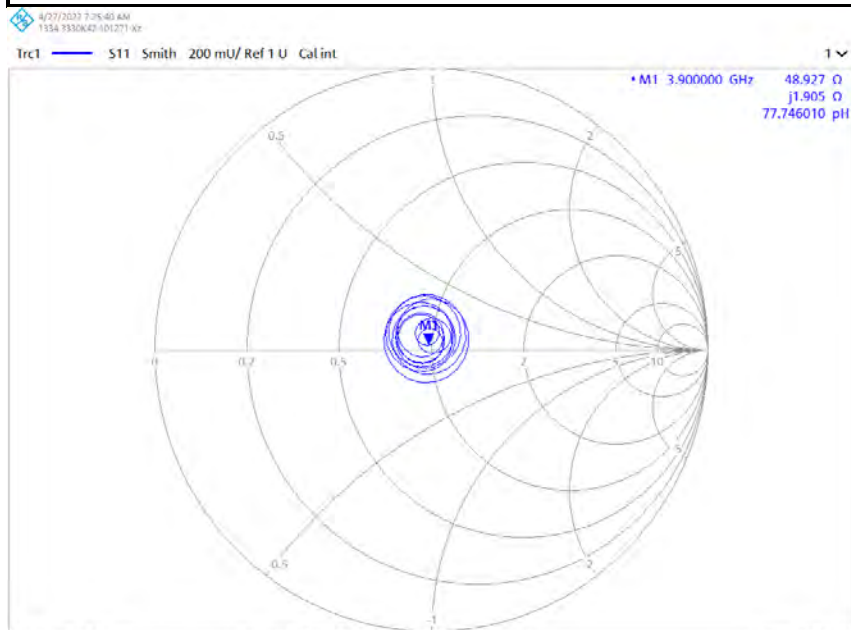 4/27/2022 7:25:40 AM
Trc1 S11 Smith 200 mU/ Ref 1 U Cal int 1
• M1 3.900000 GHz 48.927 Ω
j1.905 Ω
77.746010 pH
1
0.5 2
5
M1
0 0.2 0.5 2 5 10
5
0.5 2
-1